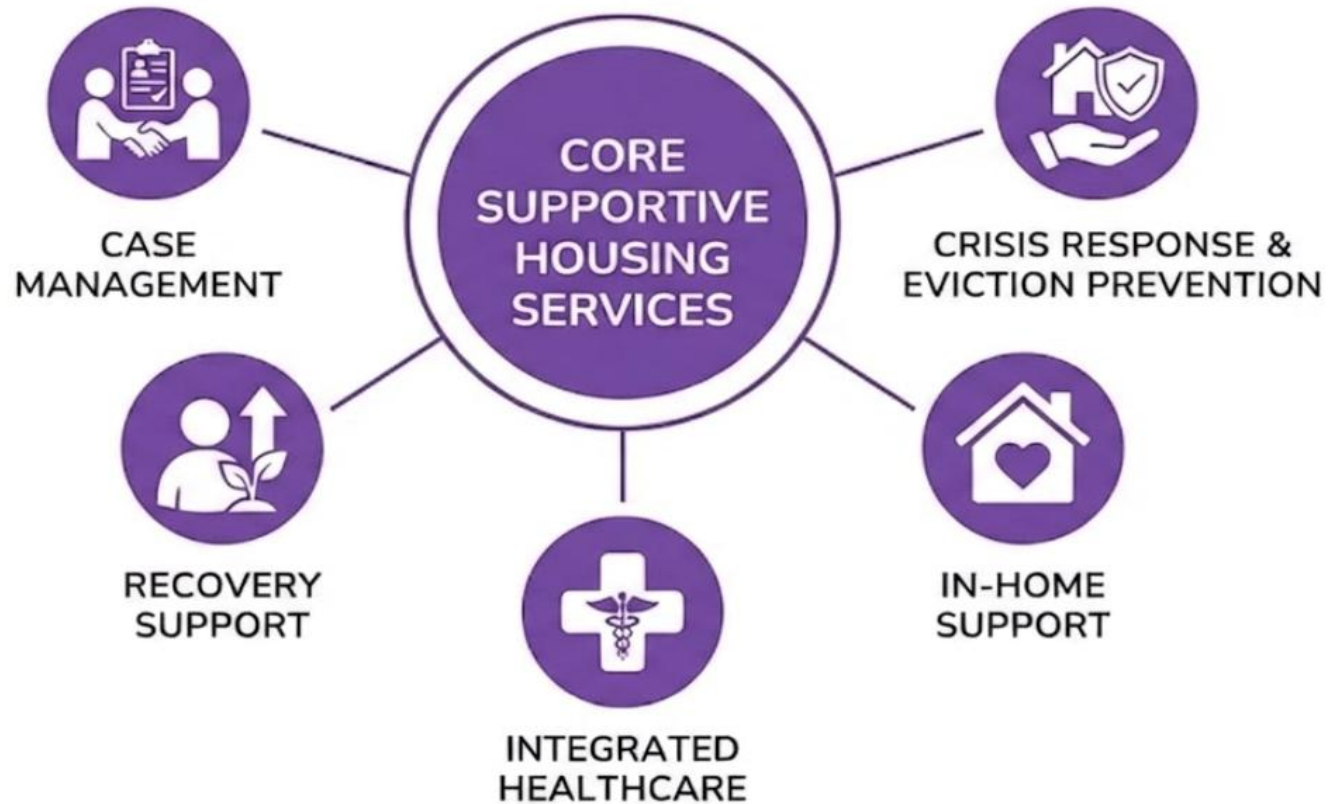 CORE
SUPPORTIVE
HOUSING
SERVICES
CASE
MANAGEMENT
CRISIS RESPONSE &
EVICTION PREVENTION
RECOVERY
SUPPORT
IN-HOME
SUPPORT
INTEGRATED
HEALTHCARE